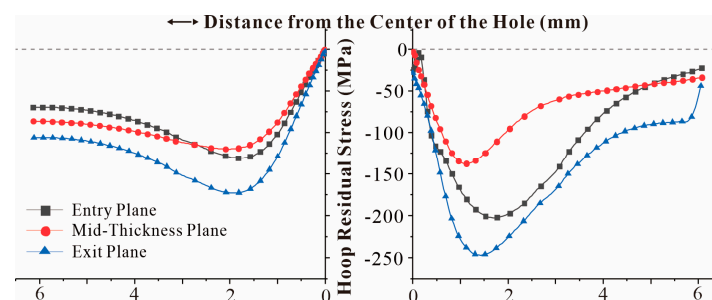 Distance from the Center of the Hole (mm)
Hoop Residual Stress (MPa)
0
-50
-100
-150
-200
-250
Entry Plane
Mid-Thickness Plane
Exit Plane
6 4 2 0 0 2 4 6